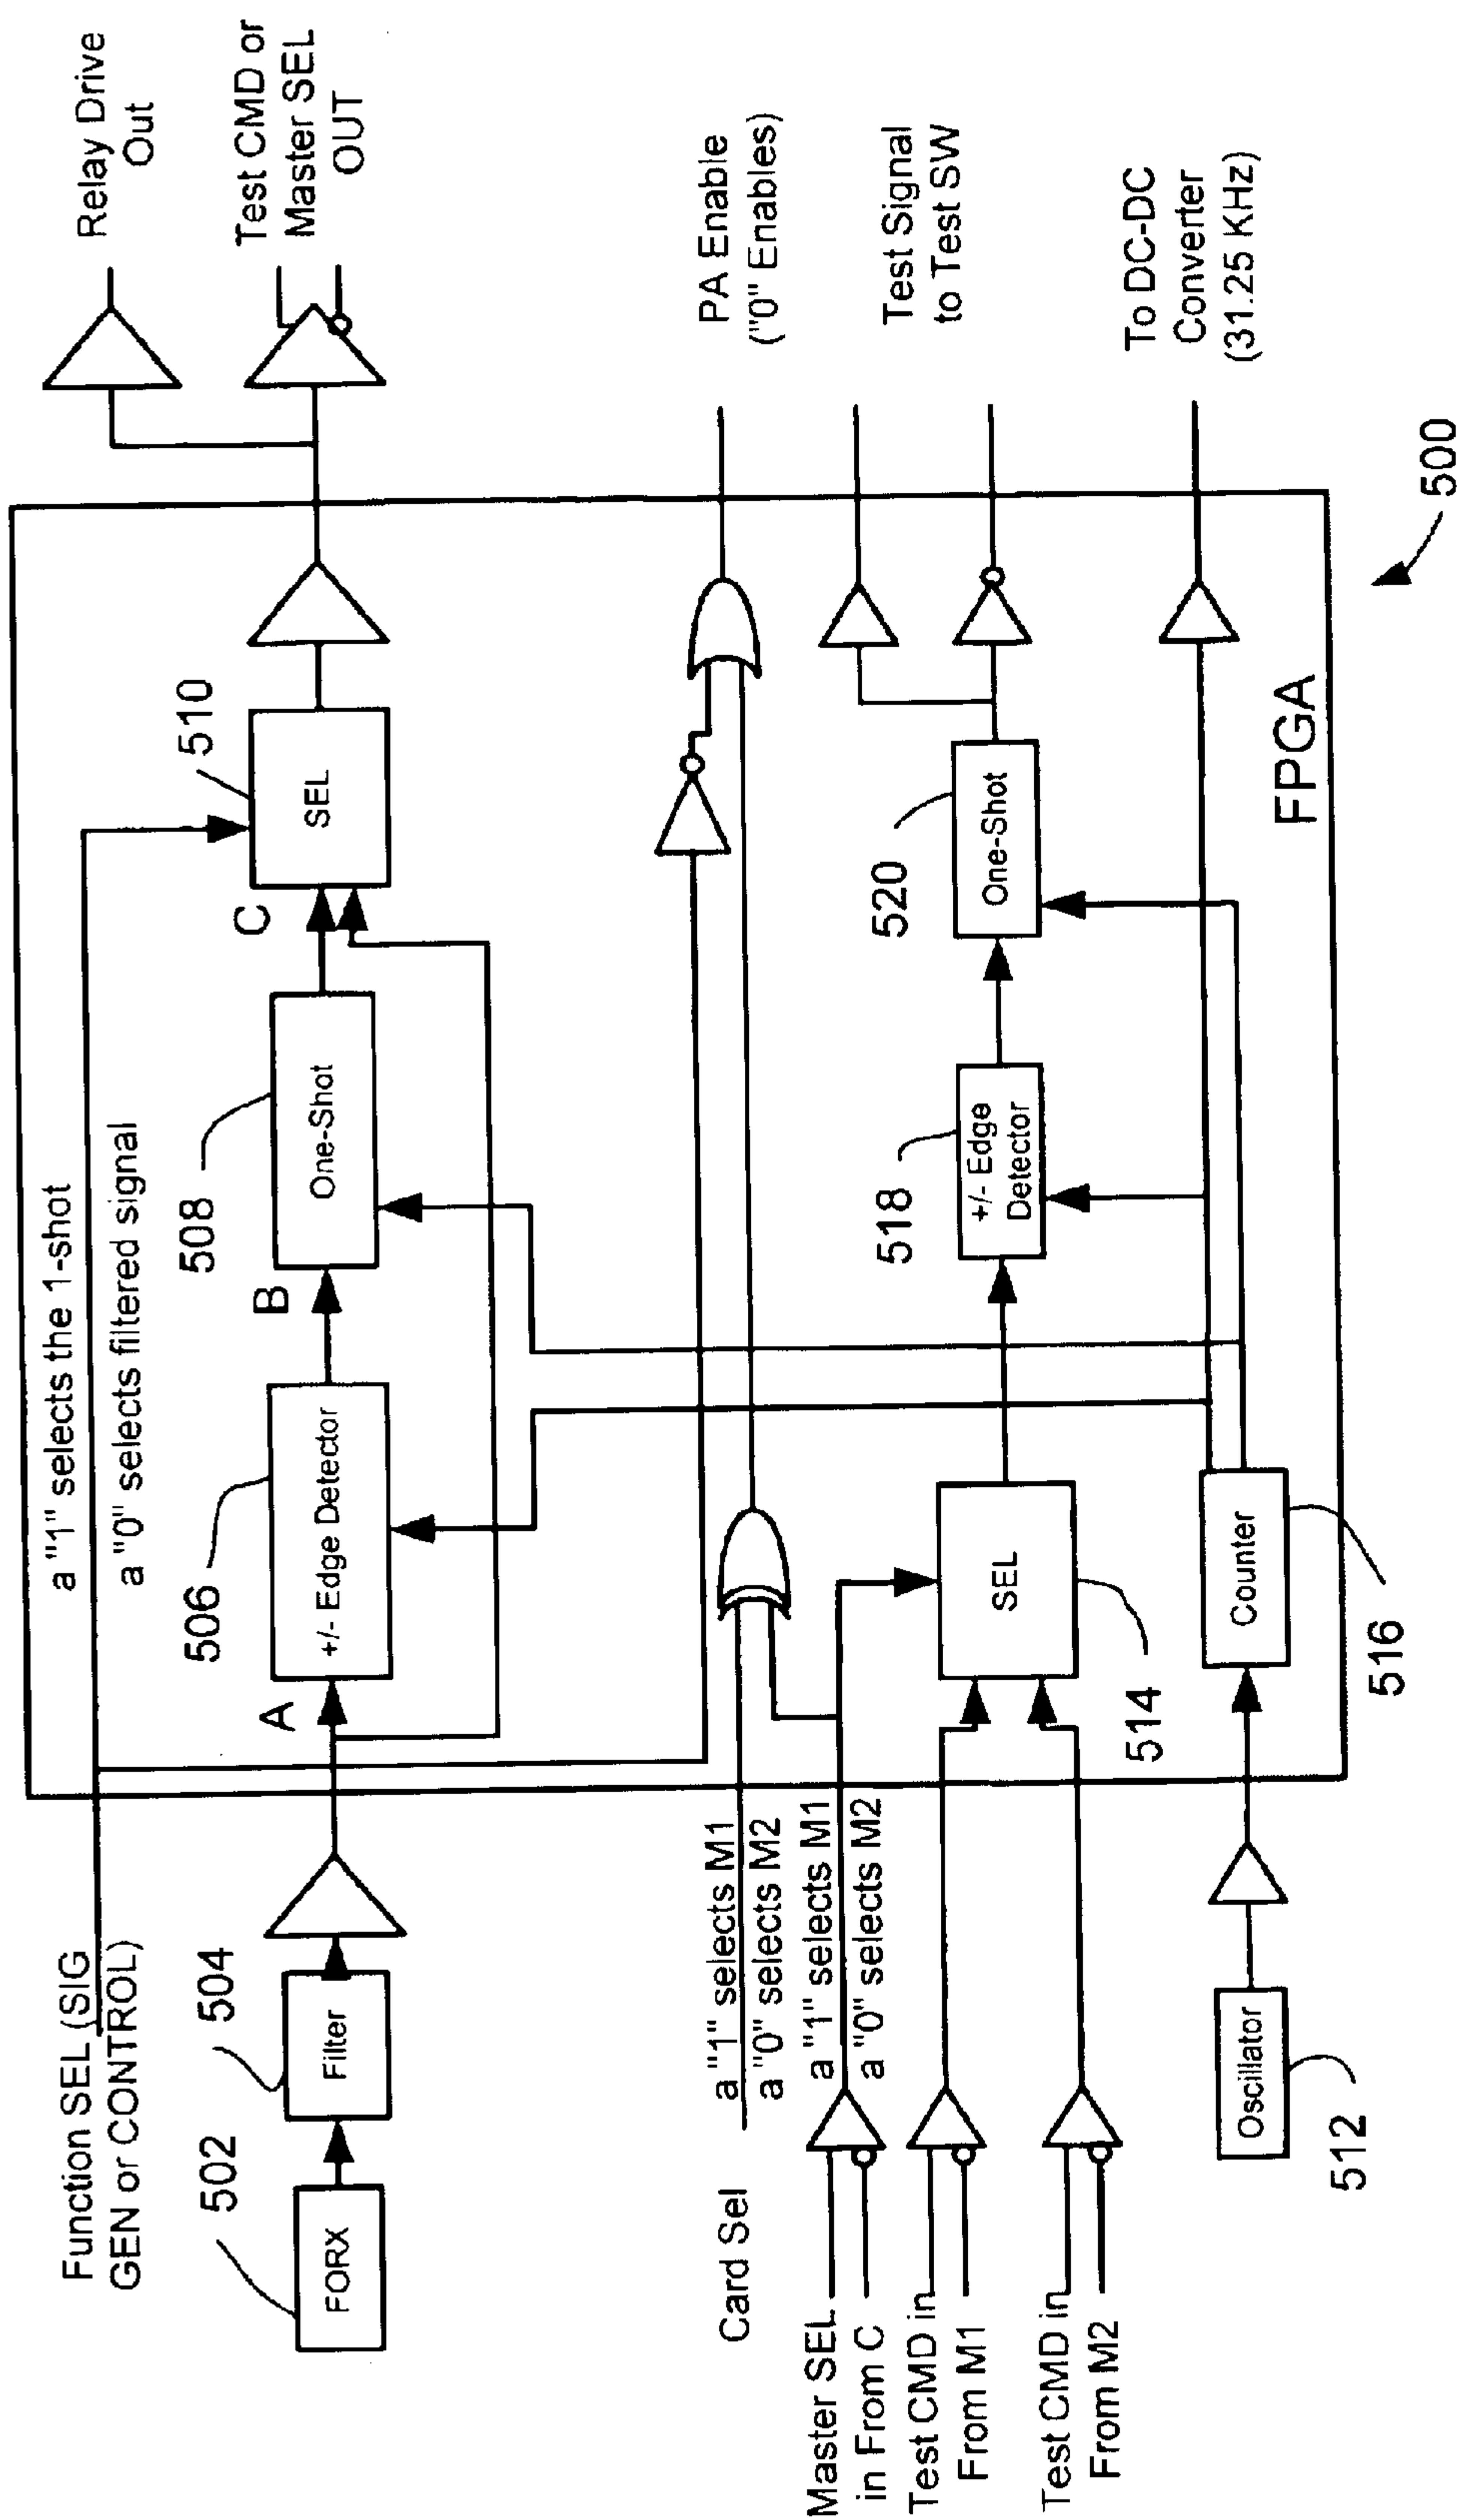 Function SEL (SIG
GEN or CONTROL)
a "1" selects the 1-shot
a "0" selects filtered signal
502
FORX
504
Filter
A
506
+/- Edge Detector
B
508
One-Shot
C
510
SEL
Relay Drive
Out
Test CMD or
Master SEL
OUT
Card Sel
a "1" selects M1
a "0" selects M2
PA Enable
("0" Enables)
Master SEL
in From C
a "1" selects M1
a "0" selects M2
Test CMD in
From M1
Test CMD in
From M2
SEL
514
518
+/- Edge
Detector
520
One-Shot
Test Signal
to Test SW
Oscillator
512
Counter
516
FPGA
To DC-DC
Converter
(31.25 KHz)
500